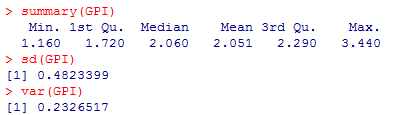 > summary(GPI)
   Min. 1st Qu.  Median    Mean 3rd Qu.    Max.
  1.160   1.720   2.060   2.051   2.290   3.440
> sd(GPI)
[1] 0.4823399
> var(GPI)
[1] 0.2326517